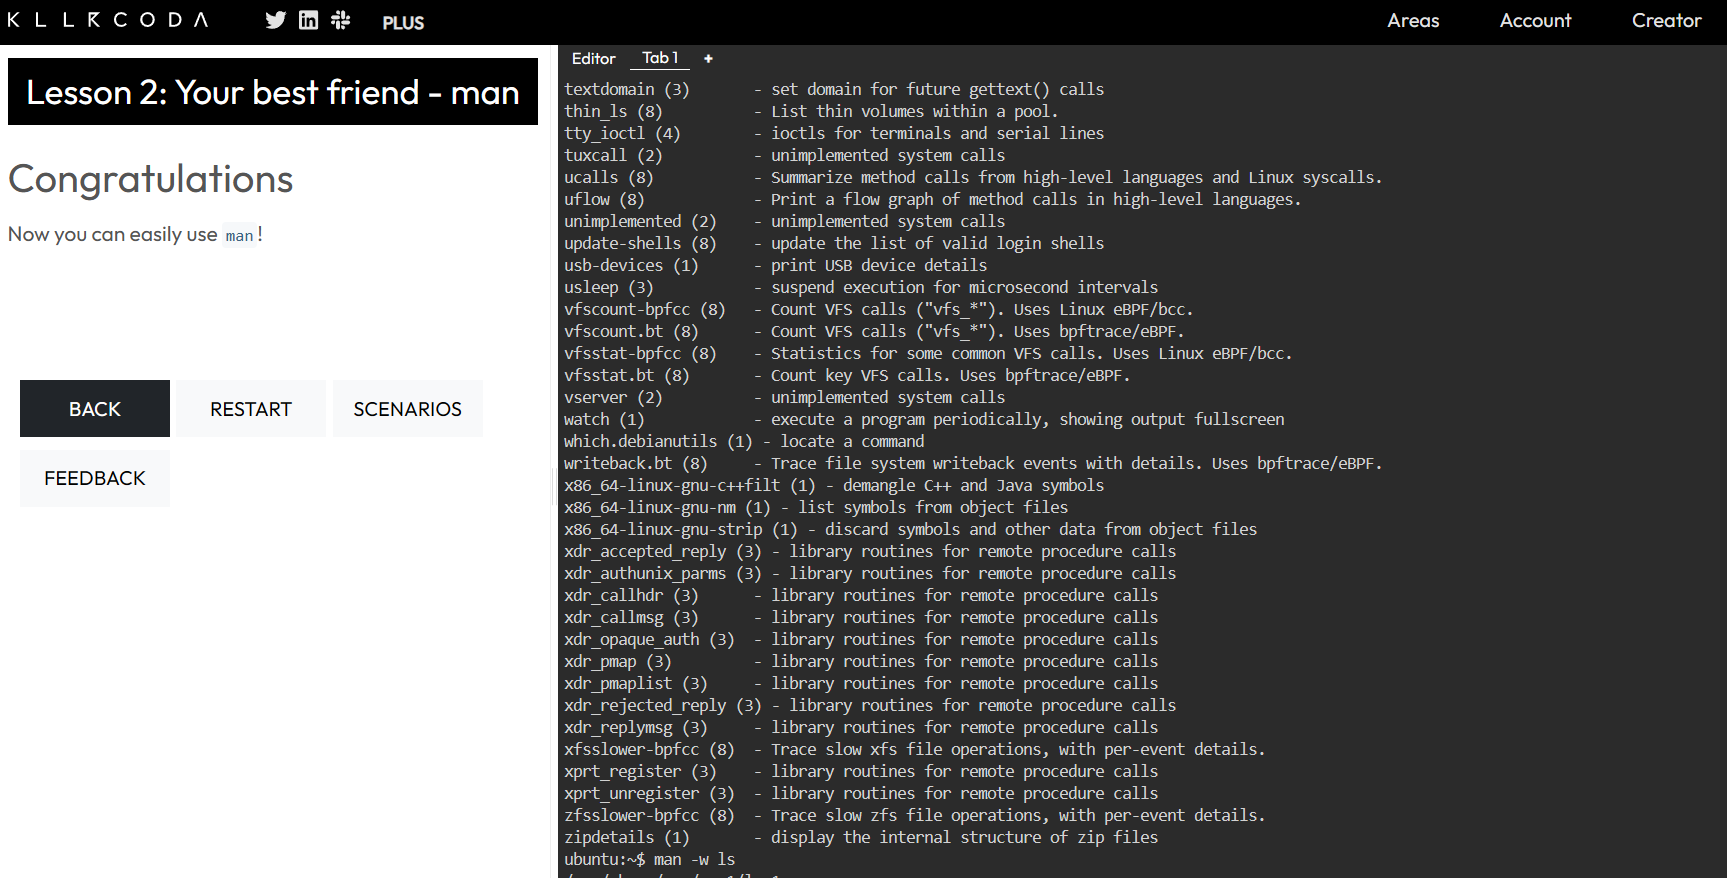 KLLRCODA PLUS Areas Account Creator
Lesson 2: Your best friend - man
Congratulations
Now you can easily use man!
BACK RESTART SCENARIOS
FEEDBACK
Editor Tab 1 +
textdomain (3) - set domain for future gettext() calls
thin_ls (8) - List thin volumes within a pool.
tty_ioctl (4) - ioctls for terminals and serial lines
tuxcall (2) - unimplemented system calls
ucalls (8) - Summarize method calls from high-level languages and Linux syscalls.
uflow (8) - Print a flow graph of method calls in high-level languages.
unimplemented (2) - unimplemented system calls
update-shells (8) - update the list of valid login shells
usb-devices (1) - print USB device details
usleep (3) - suspend execution for microsecond intervals
vfscount-bpfcc (8) - Count VFS calls ("vfs_*"). Uses Linux eBPF/bcc.
vfscount.bt (8) - Count VFS calls ("vfs_*"). Uses bpftrace/eBPF.
vfsstat-bpfcc (8) - Statistics for some common VFS calls. Uses Linux eBPF/bcc.
vfsstat.bt (8) - Count key VFS calls. Uses bpftrace/eBPF.
vserver (2) - unimplemented system calls
watch (1) - execute a program periodically, showing output fullscreen
which.debianutils (1) - locate a command
writeback.bt (8) - Trace file system writeback events with details. Uses bpftrace/eBPF.
x86_64-linux-gnu-c++filt (1) - demangle C++ and Java symbols
x86_64-linux-gnu-nm (1) - list symbols from object files
x86_64-linux-gnu-strip (1) - discard symbols and other data from object files
xdr_accepted_reply (3) - library routines for remote procedure calls
xdr_authunix_parms (3) - library routines for remote procedure calls
xdr_callhdr (3) - library routines for remote procedure calls
xdr_callmsg (3) - library routines for remote procedure calls
xdr_opaque_auth (3) - library routines for remote procedure calls
xdr_pmap (3) - library routines for remote procedure calls
xdr_pmaplist (3) - library routines for remote procedure calls
xdr_rejected_reply (3) - library routines for remote procedure calls
xdr_replymsg (3) - library routines for remote procedure calls
xfsslower-bpfcc (8) - Trace slow xfs file operations, with per-event details.
xprt_register (3) - library routines for remote procedure calls
xprt_unregister (3) - library routines for remote procedure calls
zfsslower-bpfcc (8) - Trace slow zfs file operations, with per-event details.
zipdetails (1) - display the internal structure of zip files
ubuntu:~$ man -w ls